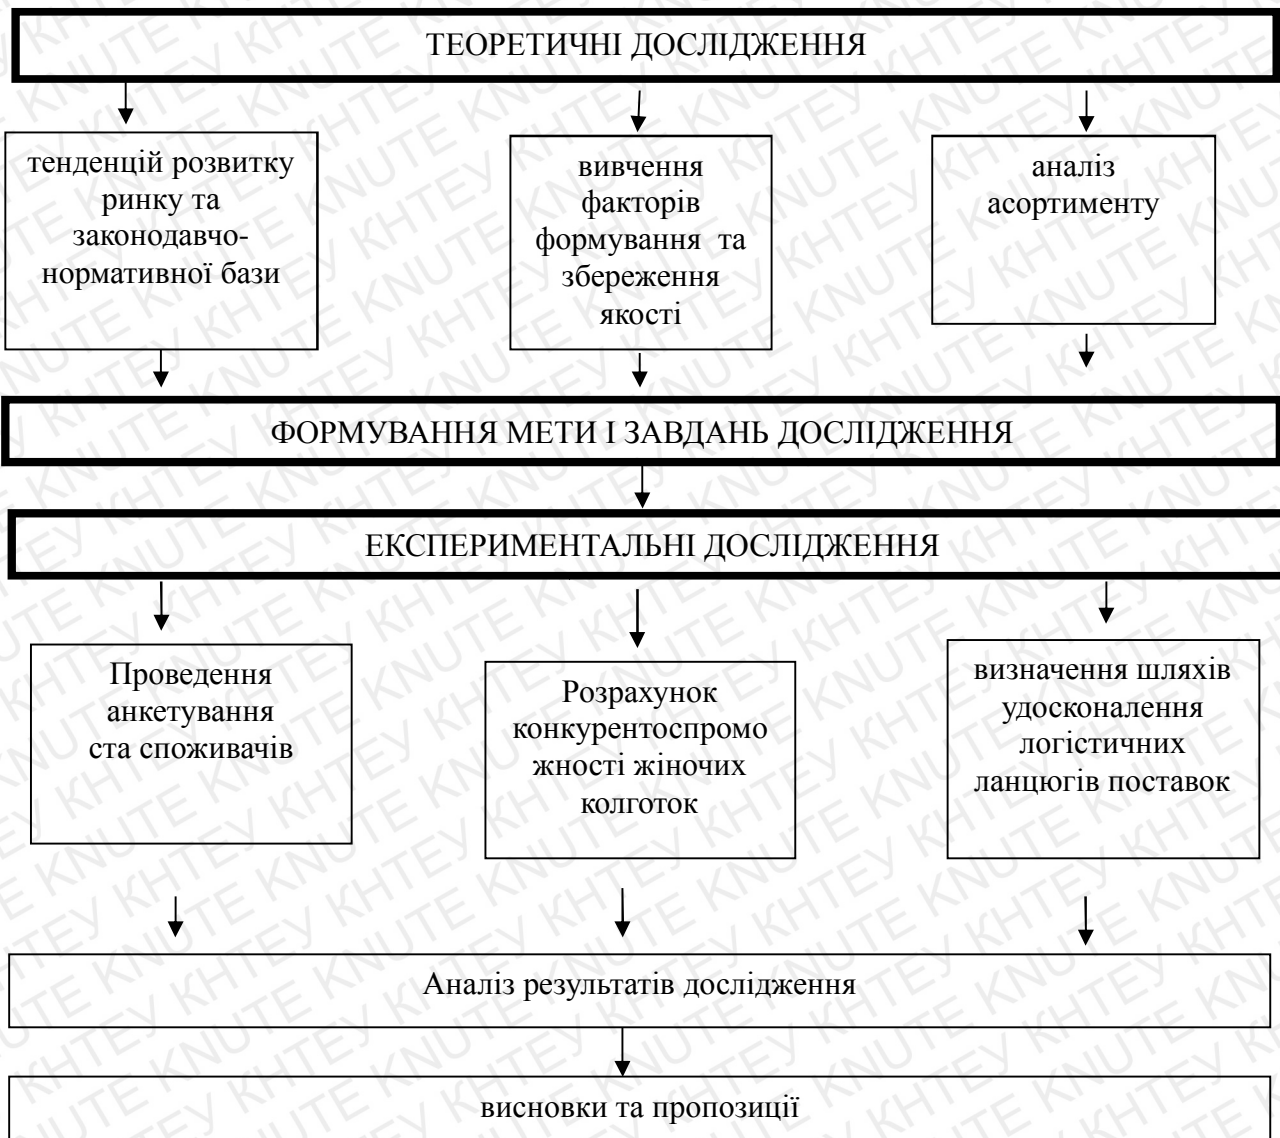 ТЕОРЕТИЧНІ ДОСЛІДЖЕННЯ
тенденцій розвитку
ринку та
законодавчо-
нормативної бази
вивчення
факторів
формування та
збереження
якості
аналіз
асортименту
ФОРМУВАННЯ МЕТИ І ЗАВДАНЬ ДОСЛІДЖЕННЯ
ЕКСПЕРИМЕНТАЛЬНІ ДОСЛІДЖЕННЯ
Проведення
анкетування
ста споживачів
Розрахунок
конкурентоспромо
жності жіночих
колготок
визначення шляхів
удосконалення
логістичних
ланцюгів поставок
Аналіз результатів дослідження
висновки та пропозиції